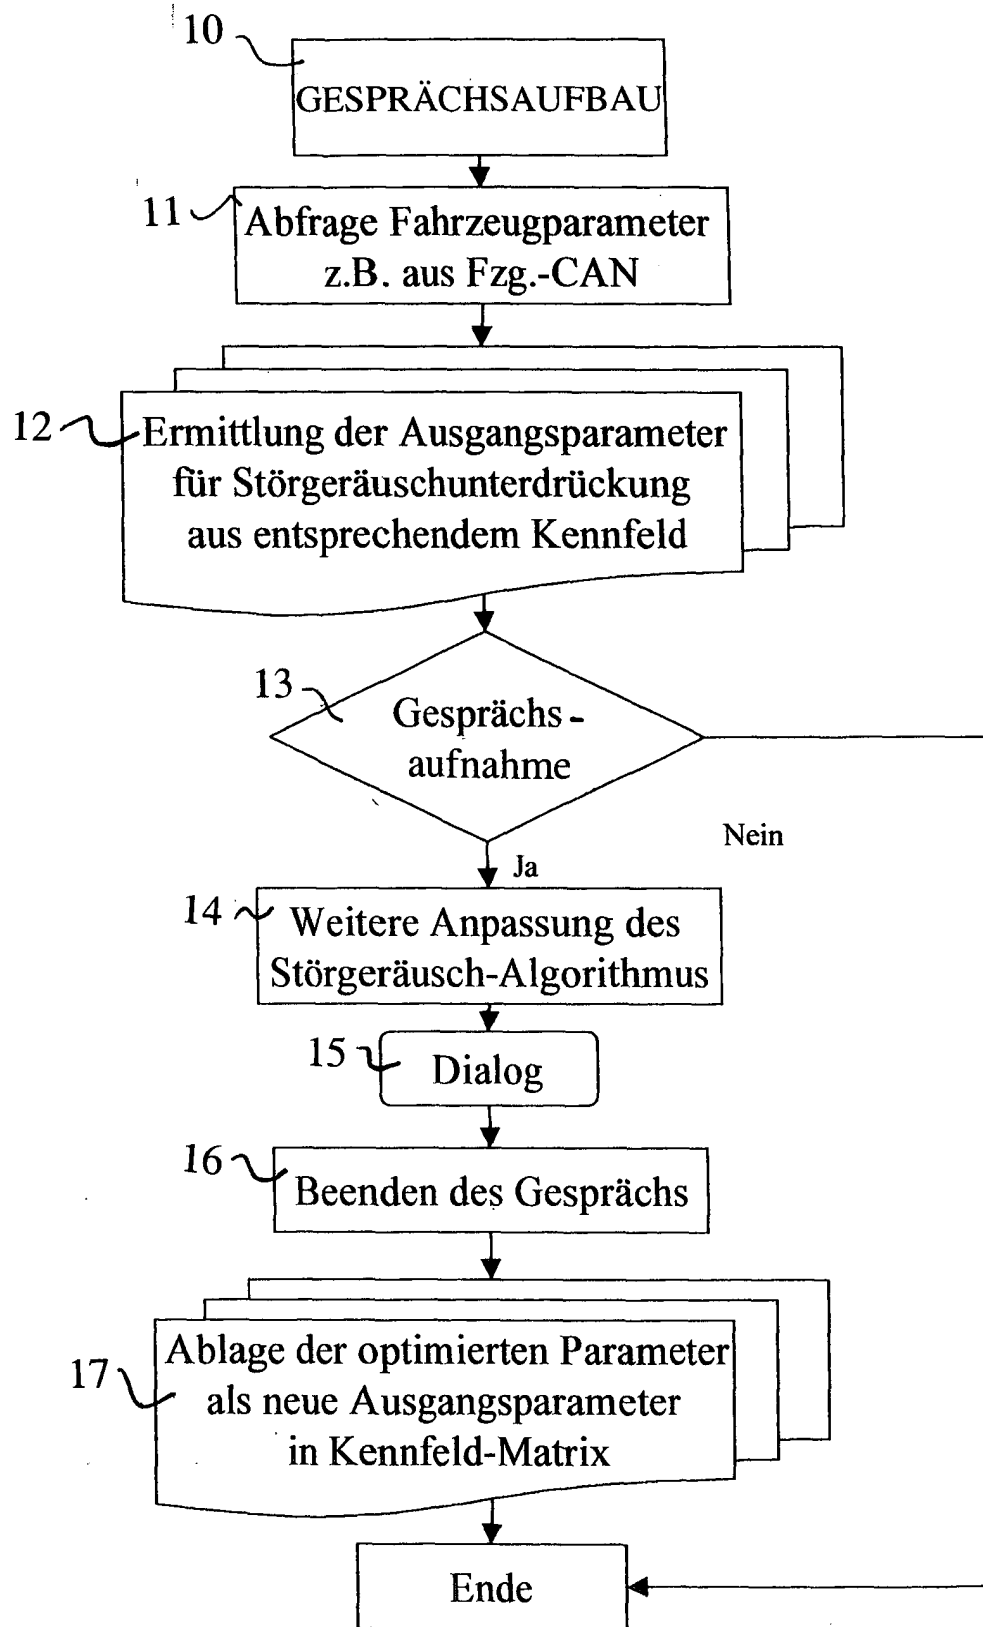 10
GESPRÄCHSAUFBAU
11
Abfrage Fahrzeugparameter
z.B. aus Fzg.-CAN
12
Ermittlung der Ausgangsparameter
für Störgeräuschunterdrückung
aus entsprechendem Kennfeld
13
Gesprächs-
aufnahme
Nein
Ja
14
Weitere Anpassung des
Störgeräusch-Algorithmus
15
Dialog
16
Beenden des Gesprächs
17
Ablage der optimierten Parameter
als neue Ausgangsparameter
in Kennfeld-Matrix
Ende